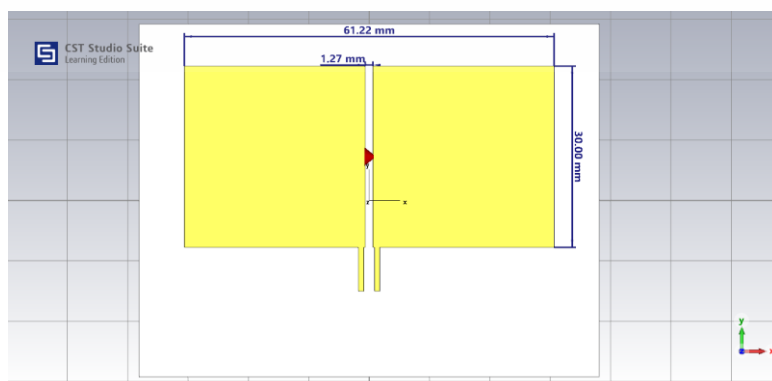 61.22 mm
CST Studio Suite
Learning Edition
1.27 mm
30.00 mm
y
z
x
y
x